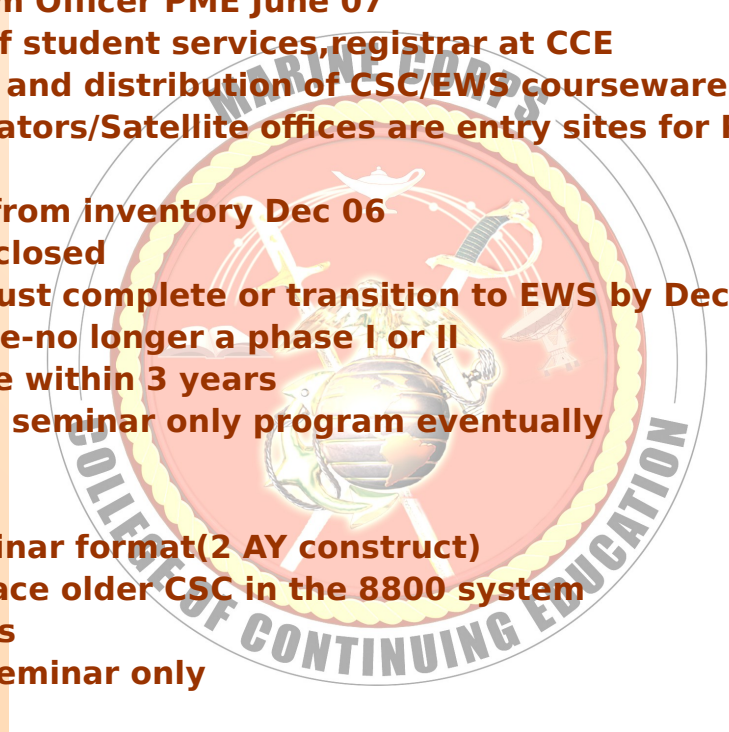 m Officer PME June 07
f student services,registrar at CCE
and distribution of CSC/EWS courseware
ators/Satellite offices are entry sites for
from inventory Dec 06
closed
ust complete or transition to EWS by Dec
e-no longer a phase I or II
e within 3 years
seminar only program eventually
inar format(2 AY construct)
ace older CSC in the 8800 system
s
eminar only
MARINE CORPS
COLLEGE OF CONTINUING EDUCATION